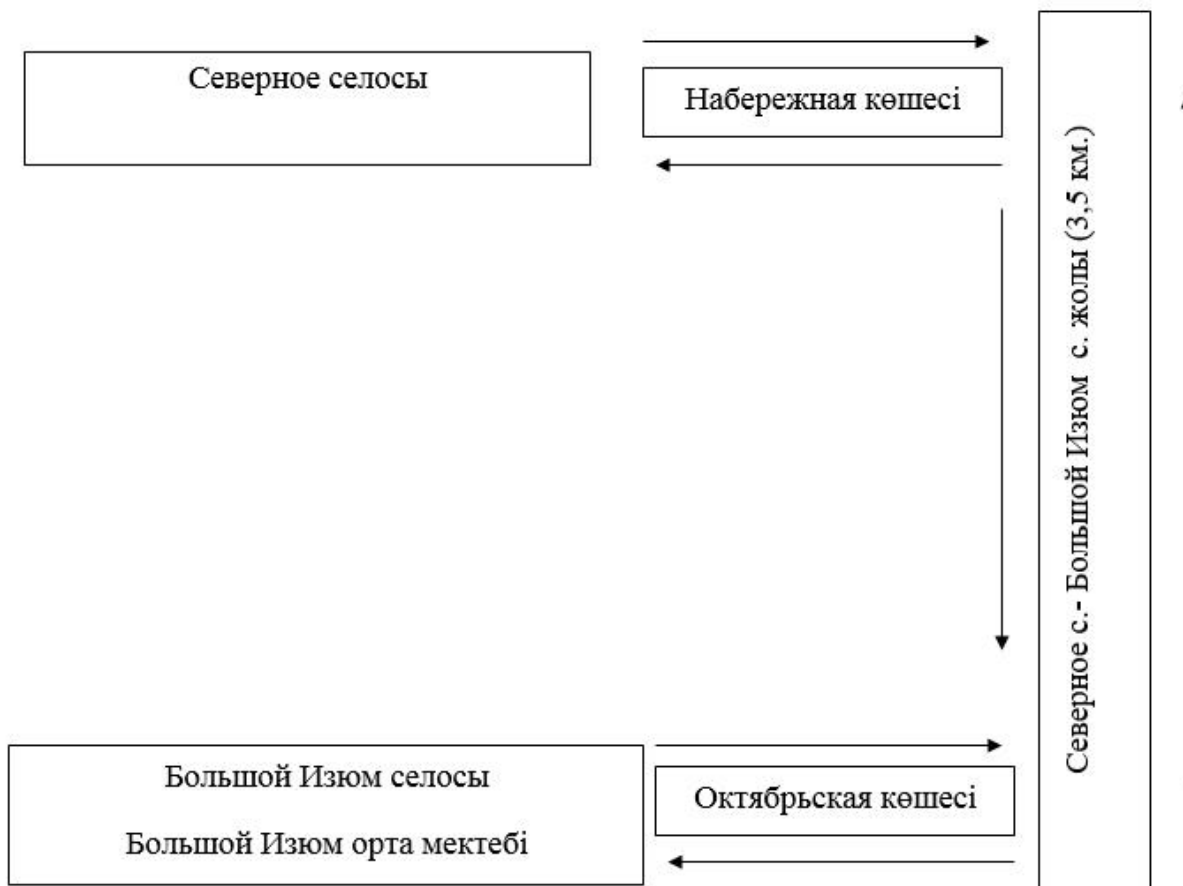 Северное селосы
Набережная көшесі
Северное с.- Большой Изюм с. жолы (3,5 км.)
Большой Изюм селосы
Большой Изюм орта мектебі
Октябрьская көшесі